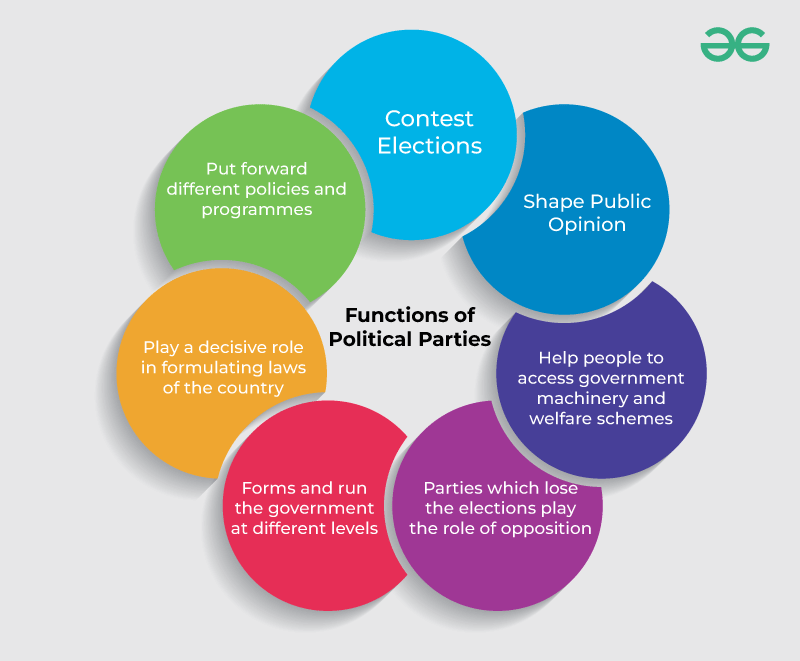 Contest
Elections
Shape Public
Opinion
Help people to
access government
machinery and
welfare schemes
Parties which lose
the elections play
the role of opposition
Forms and run
the government
at different levels
Play a decisive role
in formulating laws
of the country
Put forward
different policies and
programmes
Functions of
Political Parties